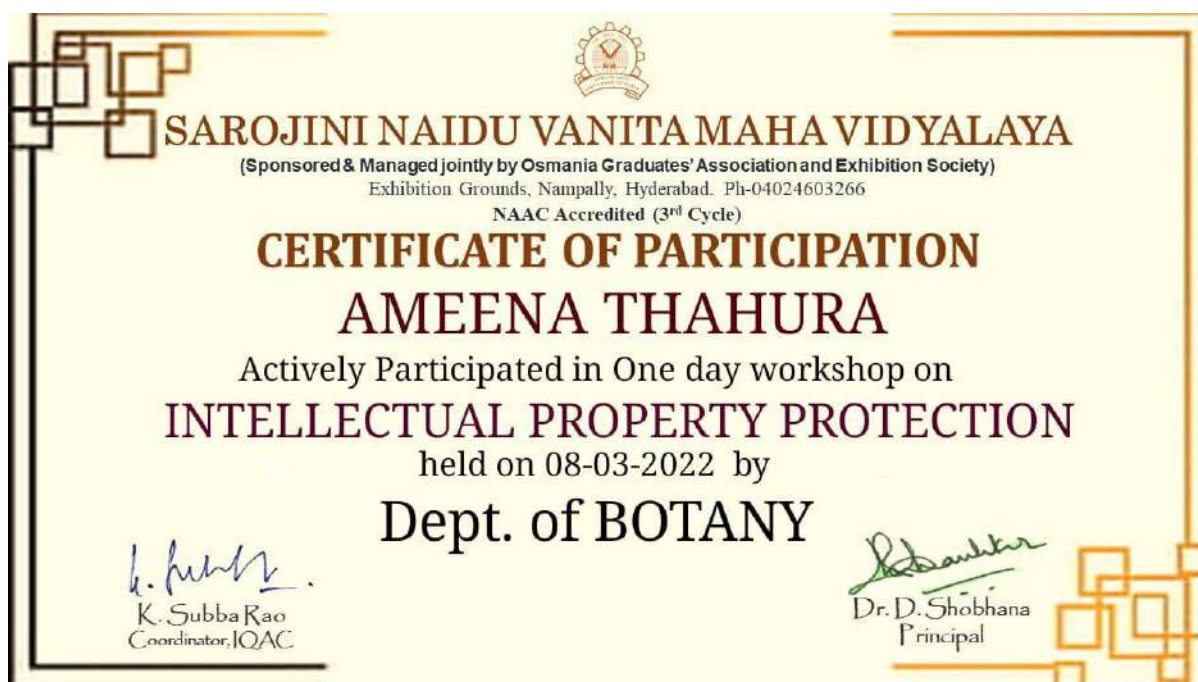 SAROJINI NAIDU VANITA MAHA VIDYALAYA
(Sponsored & Managed jointly by Osmania Graduates' Association and Exhibition Society)
Exhibition Grounds, Nampally, Hyderabad. Ph-04024603266
NAAC Accredited (3rd Cycle)
CERTIFICATE OF PARTICIPATION
AMEENA THAHURA
Actively Participated in One day workshop on
INTELLECTUAL PROPERTY PROTECTION
held on 08-03-2022 by
Dept. of BOTANY
K. Subba Rao
Coordinator, IQAC
Dr. D. Shobhana
Principal